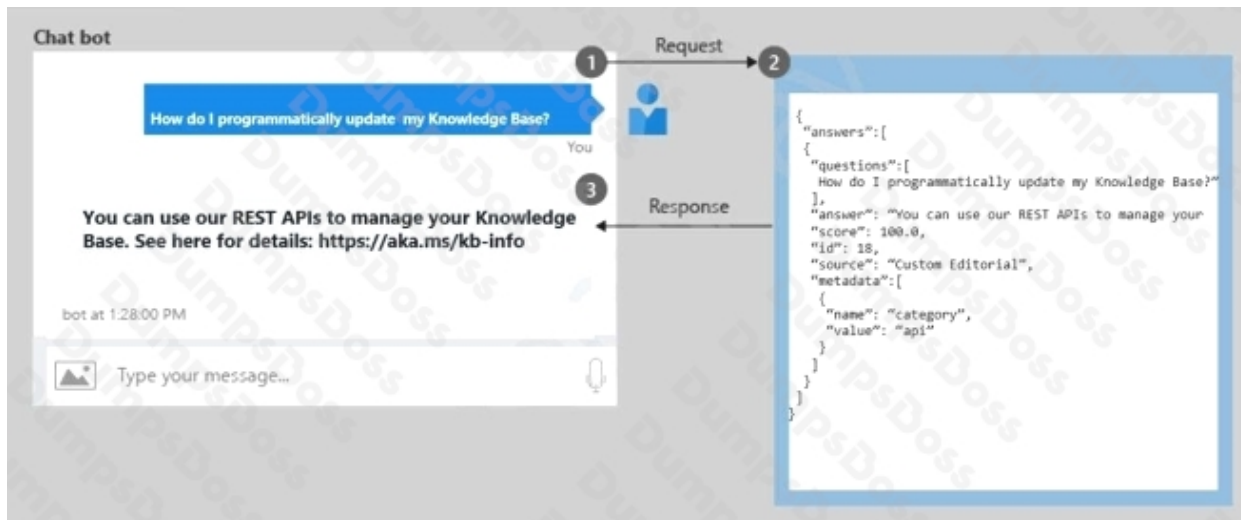 Chat bot
1
Request
2
How do I programmatically update my Knowledge Base?
You
3
Response
You can use our REST APIs to manage your Knowledge
Base. See here for details: https://aka.ms/kb-info
bot at 1:28:00 PM
Type your message...
{
"answers":[
{
"questions":[
How do I programmatically update my Knowledge Base?"
],
"answer": "You can use our REST APIs to manage your
"score": 100.0,
"id": 18,
"source": "Custom Editorial",
"metadata":[
{
"name": "category",
"value": "api"
}
]
}
]
}
DumpsDoss